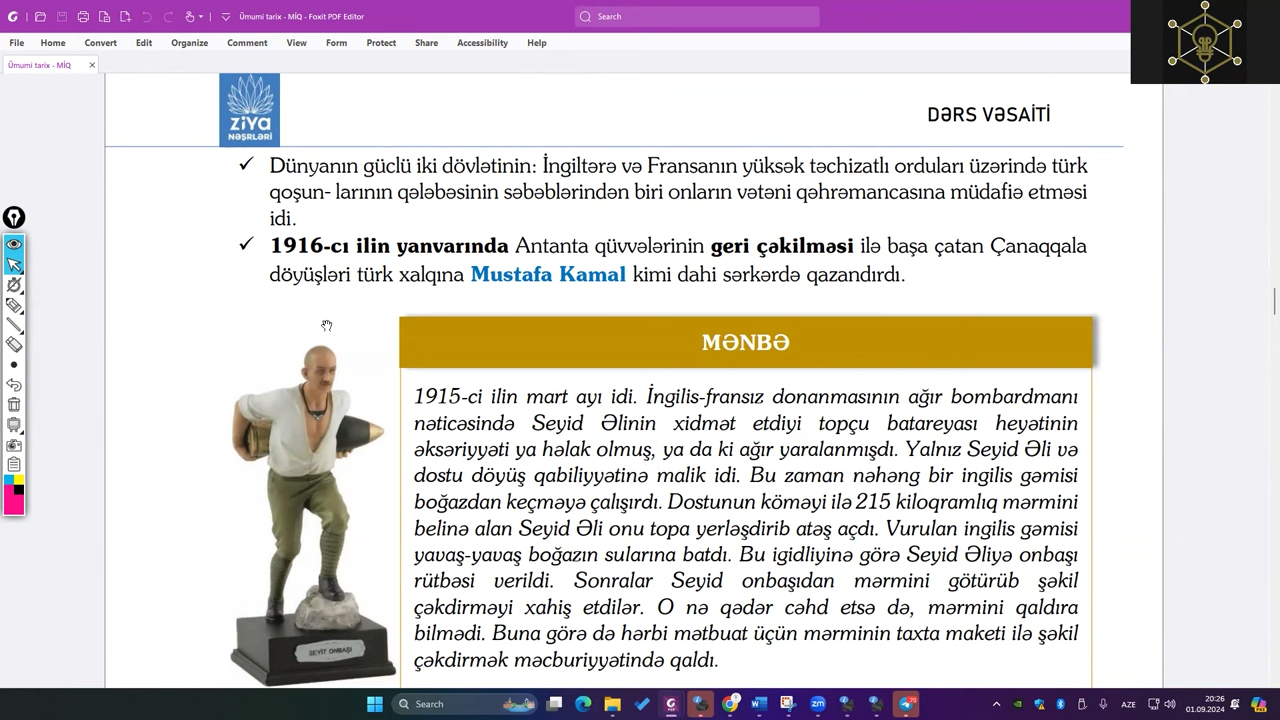 Ümumi tarix - MİQ - Foxit PDF Editor
Search
File Home Convert Edit Organize Comment View Form Protect Share Accessibility Help
Ümumi tarix - MİQ
ZiYA
NƏŞRLƏRİ
DƏRS VƏSAİTİ
✓ Dünyanın güclü iki dövlətinin: İngiltərə və Fransanın yüksək təchizatlı orduları üzərində türk
qoşun- larının qələbəsinin səbəblərindən biri onların vətəni qəhrəmancasına müdafiə etməsi
idi.
✓ 1916-cı ilin yanvarında Antanta qüvvələrinin geri çəkilməsi ilə başa çatan Çanaqqala
döyüşləri türk xalqına Mustafa Kamal kimi dahi sərkərdə qazandırdı.
MƏNBƏ
1915-ci ilin mart ayı idi. İngilis-fransız donanmasının ağır bombardmanı
nəticəsində Seyid Əlinin xidmət etdiyi topçu batareyası heyətinin
əksəriyyəti ya həlak olmuş, ya da ki ağır yaralanmışdı. Yalnız Seyid Əli və
dostu döyüş qabiliyyətinə malik idi. Bu zaman nəhəng bir ingilis gəmisi
boğazdan keçməyə çalışırdı. Dostunun köməyi ilə 215 kiloqramlıq mərmini
belinə alan Seyid Əli onu topa yerləşdirib atəş açdı. Vurulan ingilis gəmisi
yavaş-yavaş boğazın sularına batdı. Bu igidliyinə görə Seyid Əliyə onbaşı
rütbəsi verildi. Sonralar Seyid onbaşıdan mərmini götürüb şəkil
çəkdirməyi xahiş etdilər. O nə qədər cəhd etsə də, mərmini qaldıra
bilmədi. Buna görə də hərbi mətbuat üçün mərminin taxta maketi ilə şəkil
çəkdirmək məcburiyyətində qaldı.
SEYİT ONBAŞI
Search
AZE
20:26
01.09.2024